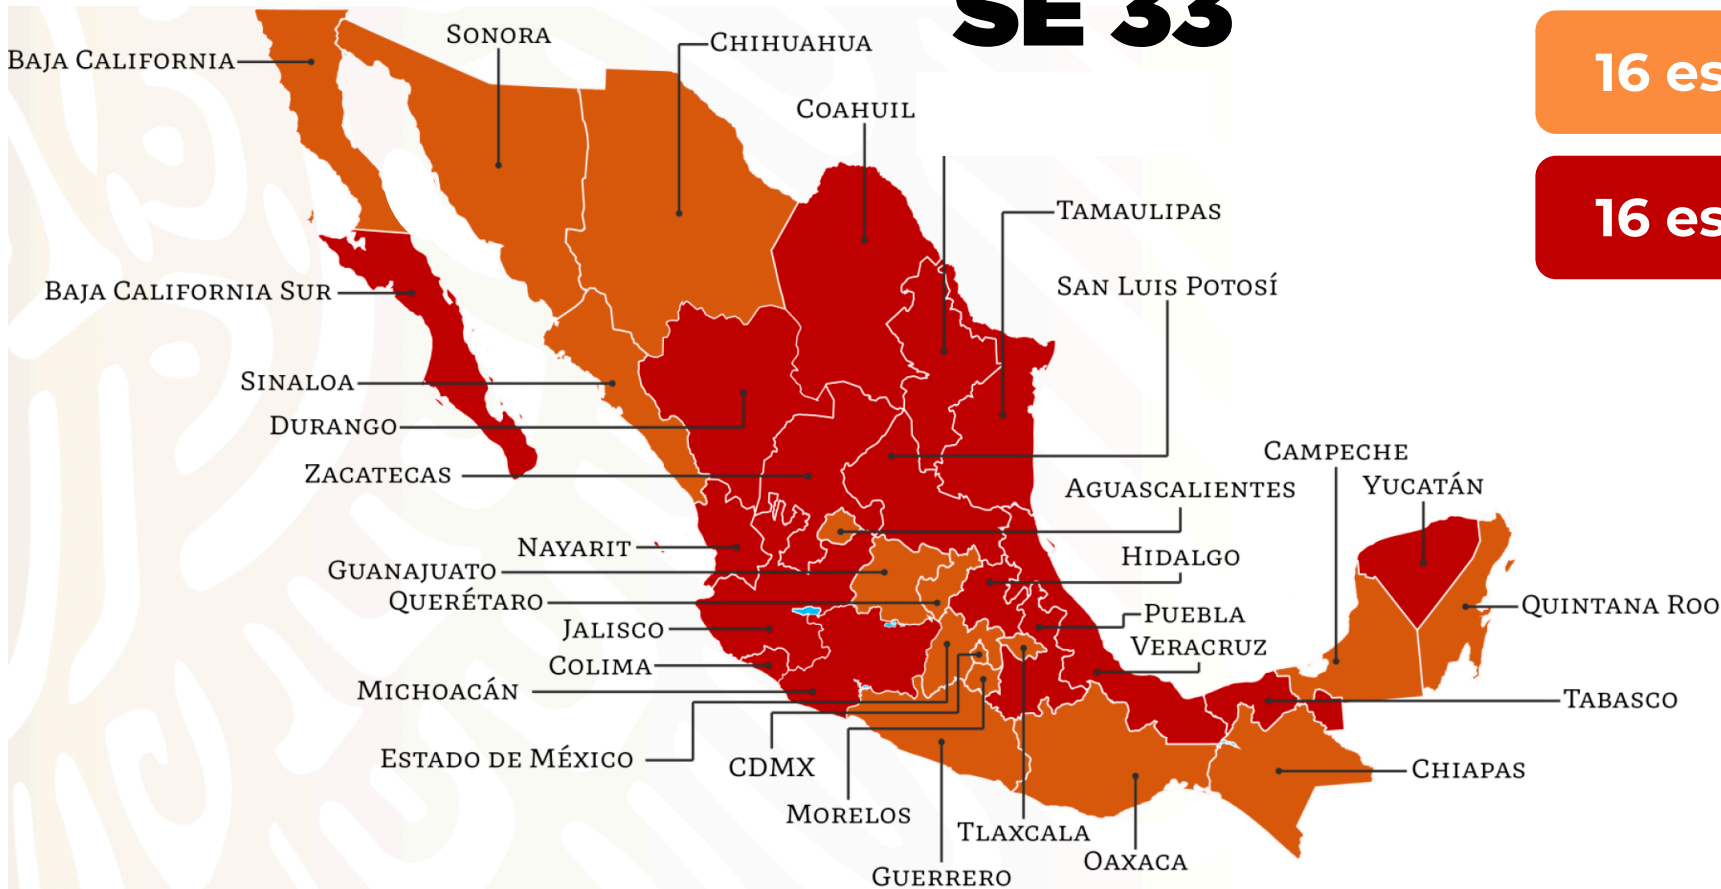 SE 33
16 es
16 es
SONORA
CHIHUAHUA
BAJA CALIFORNIA
COAHUIL
TAMAULIPAS
SAN LUIS POTOSÍ
BAJA CALIFORNIA SUR
SINALOA
DURANGO
CAMPECHE
ZACATECAS
YUCATÁN
AGUASCALIENTES
NAYARIT
HIDALGO
GUANAJUATO
QUERÉTARO
QUINTANA ROO
PUEBLA
JALISCO
VERACRUZ
COLIMA
MICHOACÁN
TABASCO
ESTADO DE MÉXICO
CDMX
CHIAPAS
MORELOS
TLAXCALA
OAXACA
GUERRERO